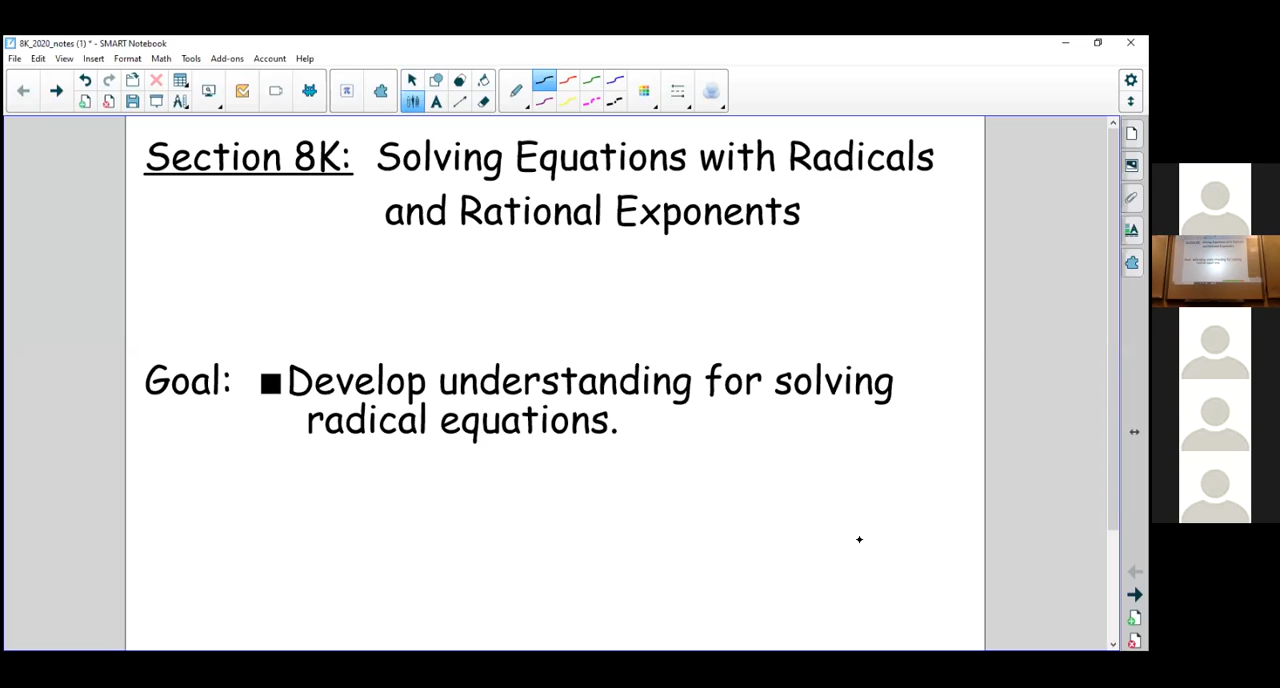 8K_2020_notes (1) * - SMART Notebook
File Edit View Insert Format Math Tools Add-ons Account Help
Section 8K: Solving Equations with Radicals
and Rational Exponents
Goal: ■Develop understanding for solving
radical equations.